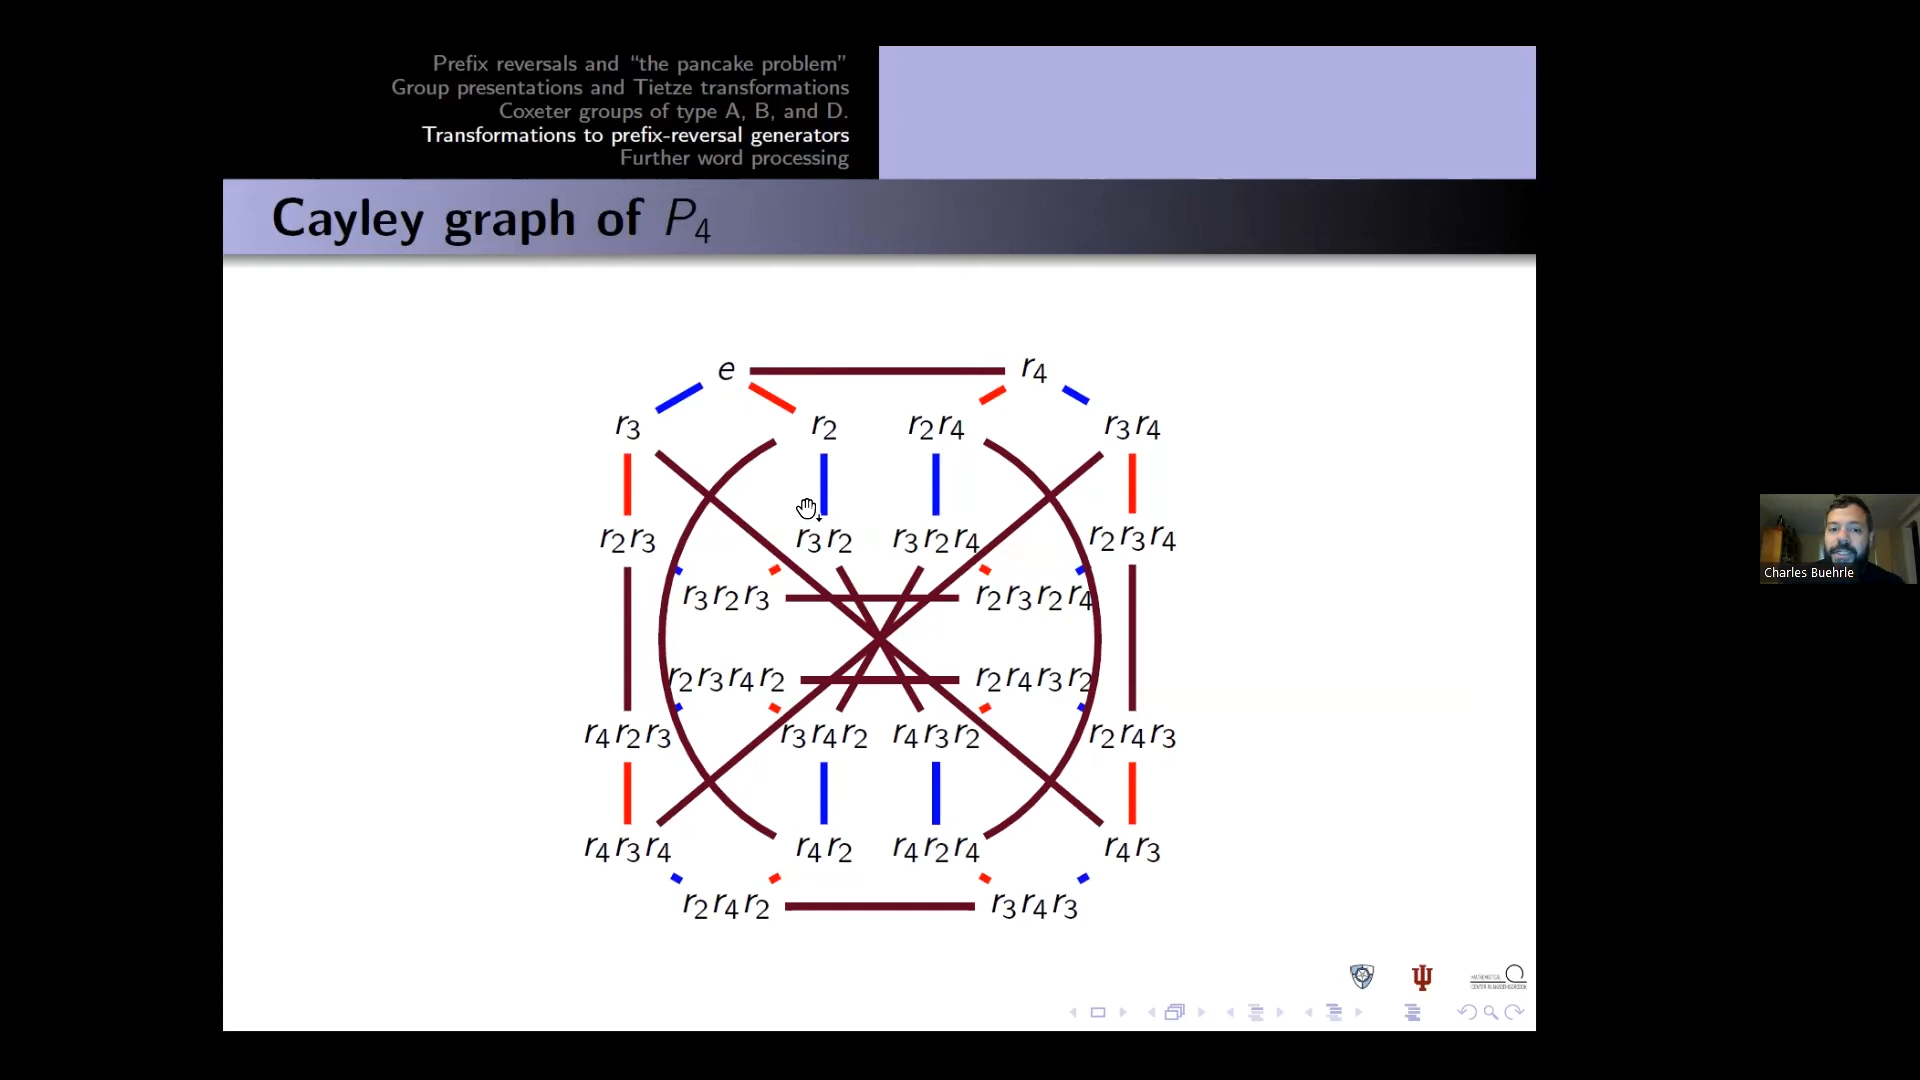 Prefix reversals and “the pancake problem”
Group presentations and Tietze transformations
Coxeter groups of type A, B, and D.
Transformations to prefix-reversal generators
Further word processing
Cayley graph of P₄
e r₄
r₃ r₂ r₂r₄ r₃r₄
r₂r₃ r₃r₂ r₃r₂r₄ r₂r₃r₄
r₃r₂r₃ r₂r₃r₂r₄
r₂r₃r₄r₂ r₂r₄r₃r₂
r₄r₂r₃ r₃r₄r₂ r₄r₃r₂ r₂r₄r₃
r₄r₃r₄ r₄r₂ r₄r₂r₄ r₄r₃
r₂r₄r₂ r₃r₄r₃
Charles Buehrle